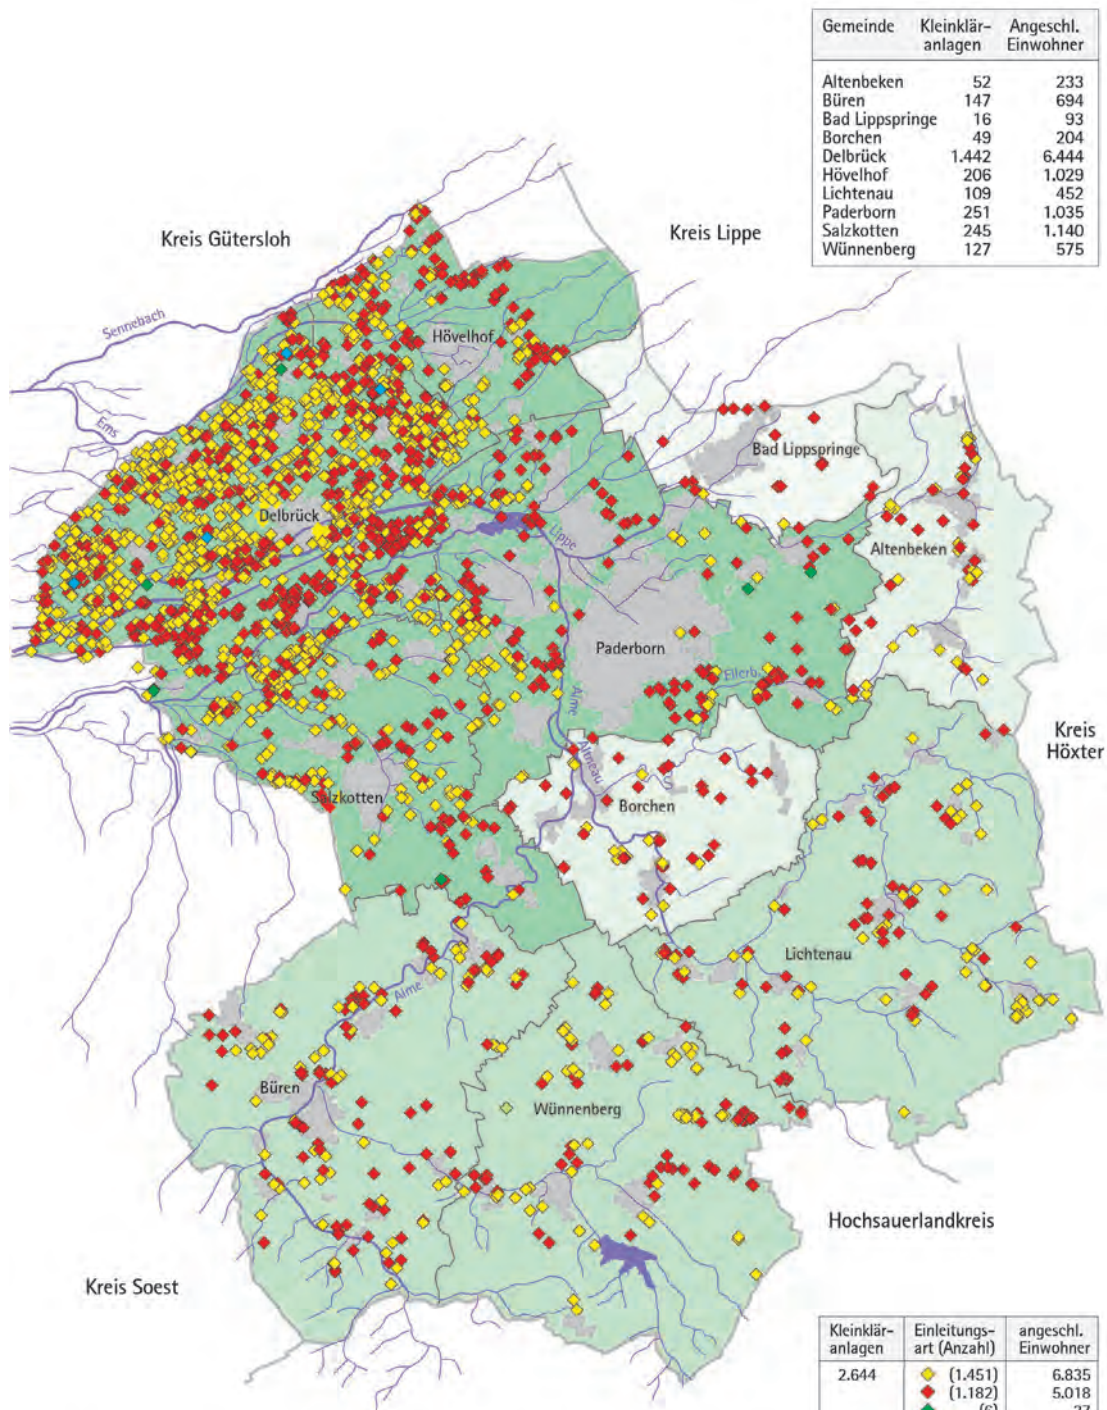 Gemeinde Kleinklär- Angeschl.
anlagen Einwohner
Altenbeken 52 233
Büren 147 694
Bad Lippspringe 16 93
Borchen 49 204
Delbrück 1.442 6.444
Hövelhof 206 1.029
Lichtenau 109 452
Paderborn 251 1.035
Salzkotten 245 1.140
Wünnenberg 127 575
Kreis Gütersloh
Kreis Lippe
Sennebach
Hövelhof
Ems
Bad Lippspringe
Delbrück
Lippe
Altenbeken
Paderborn
Ellerb.
Alme
Kreis
Höxter
Altneau
Salzkotten
Borchen
Lichtenau
Alme
Büren
Wünnenberg
Hochsauerlandkreis
Kreis Soest
Kleinklär- Einleitungs- angeschl.
anlagen art (Anzahl) Einwohner
2.644 (1.451) 6.835
(1.182) 5.018
(6) 27